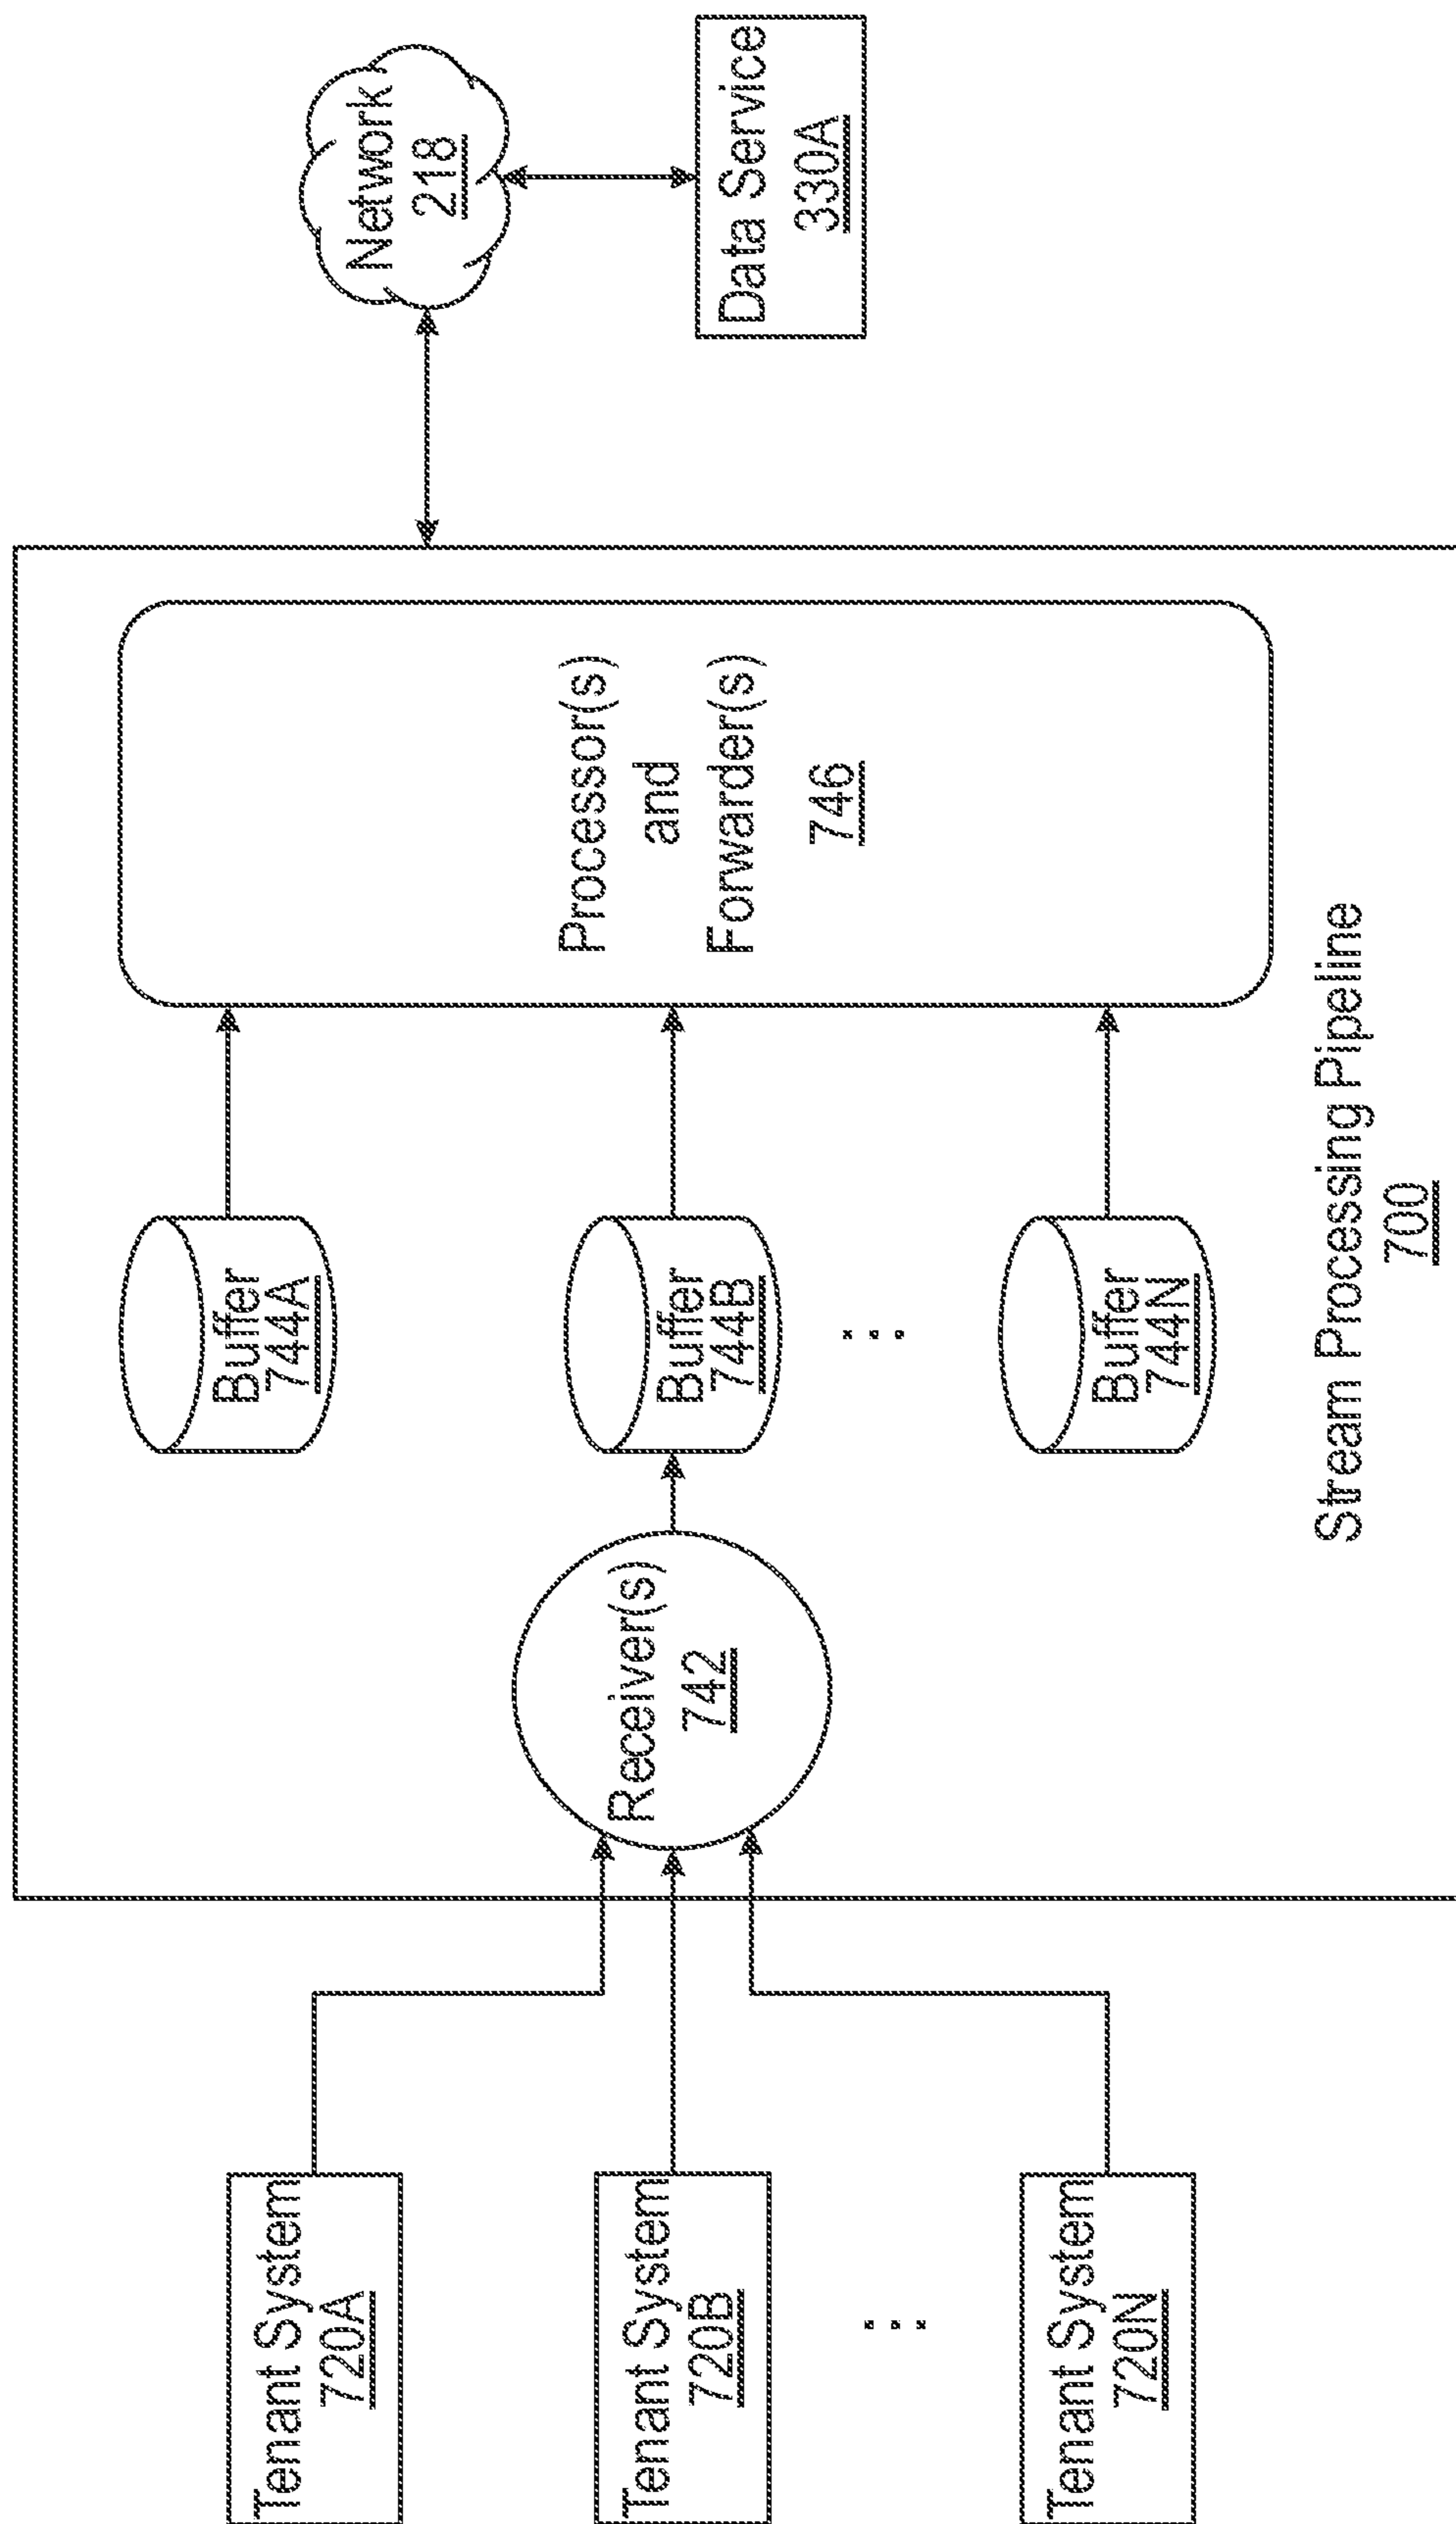 Tenant System
720A
Tenant System
720B
...
Tenant System
720N
Receiver(s)
742
Buffer
744A
Buffer
744B
...
Buffer
744N
Processor(s)
and
Forwarder(s)
746
Stream Processing Pipeline
700
Network
218
Data Service
330A